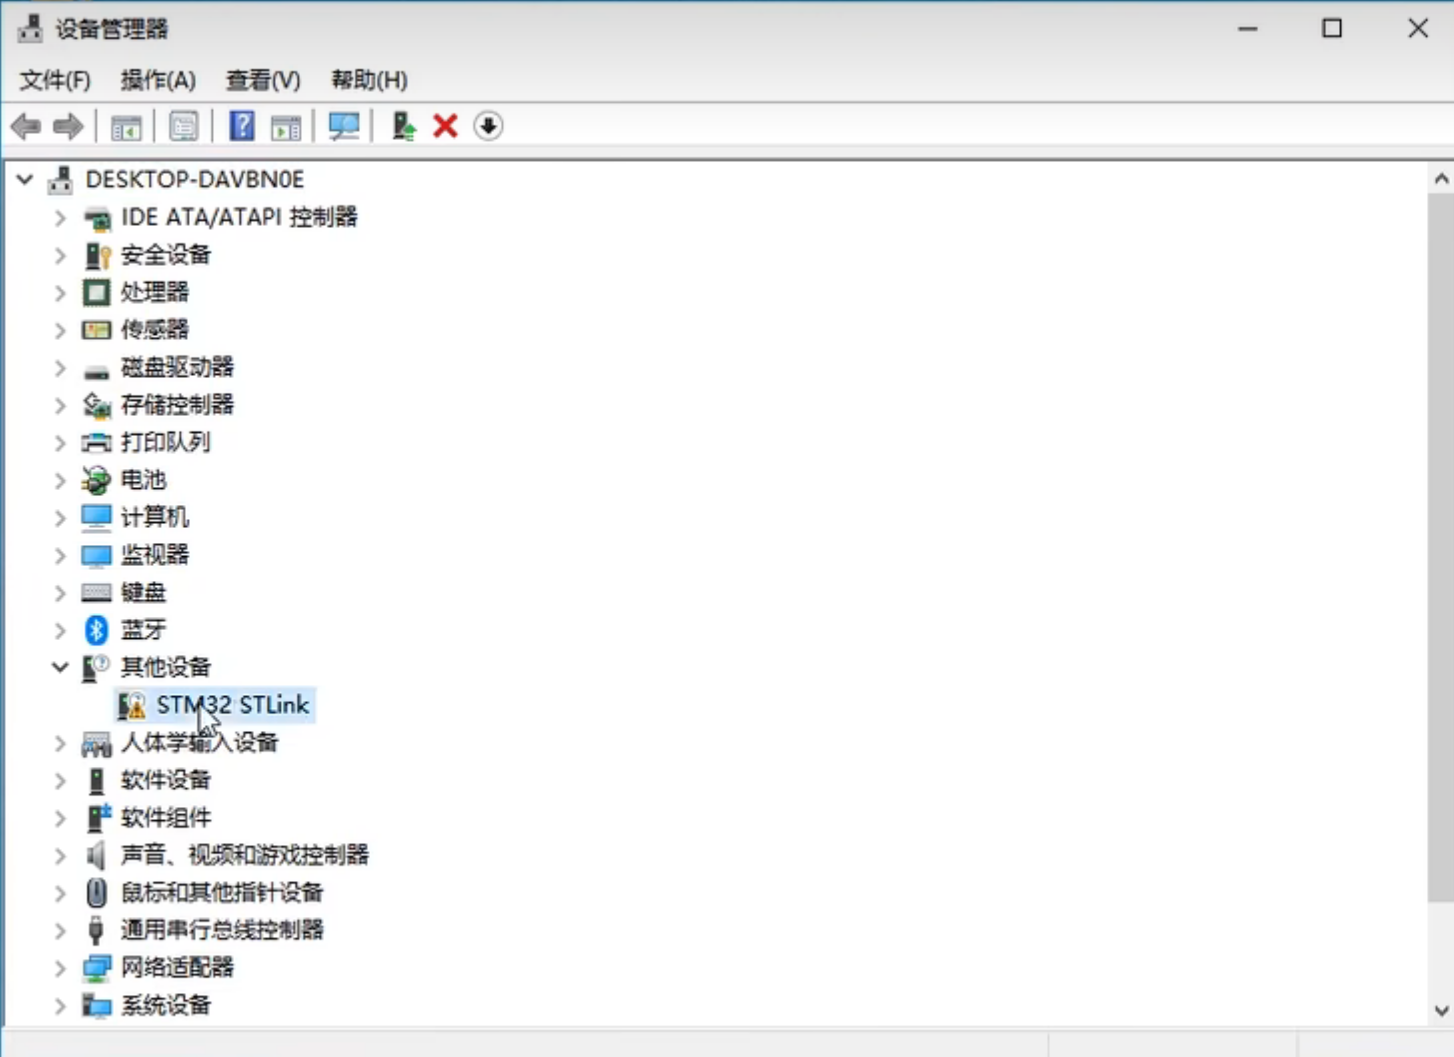 设备管理器
文件(F) 操作(A) 查看(V) 帮助(H)
DESKTOP-DAVBN0E
IDE ATA/ATAPI 控制器
安全设备
处理器
传感器
磁盘驱动器
存储控制器
打印队列
电池
计算机
监视器
键盘
蓝牙
其他设备
STM32 STLink
人体学输入设备
软件设备
软件组件
声音、视频和游戏控制器
鼠标和其他指针设备
通用串行总线控制器
网络适配器
系统设备